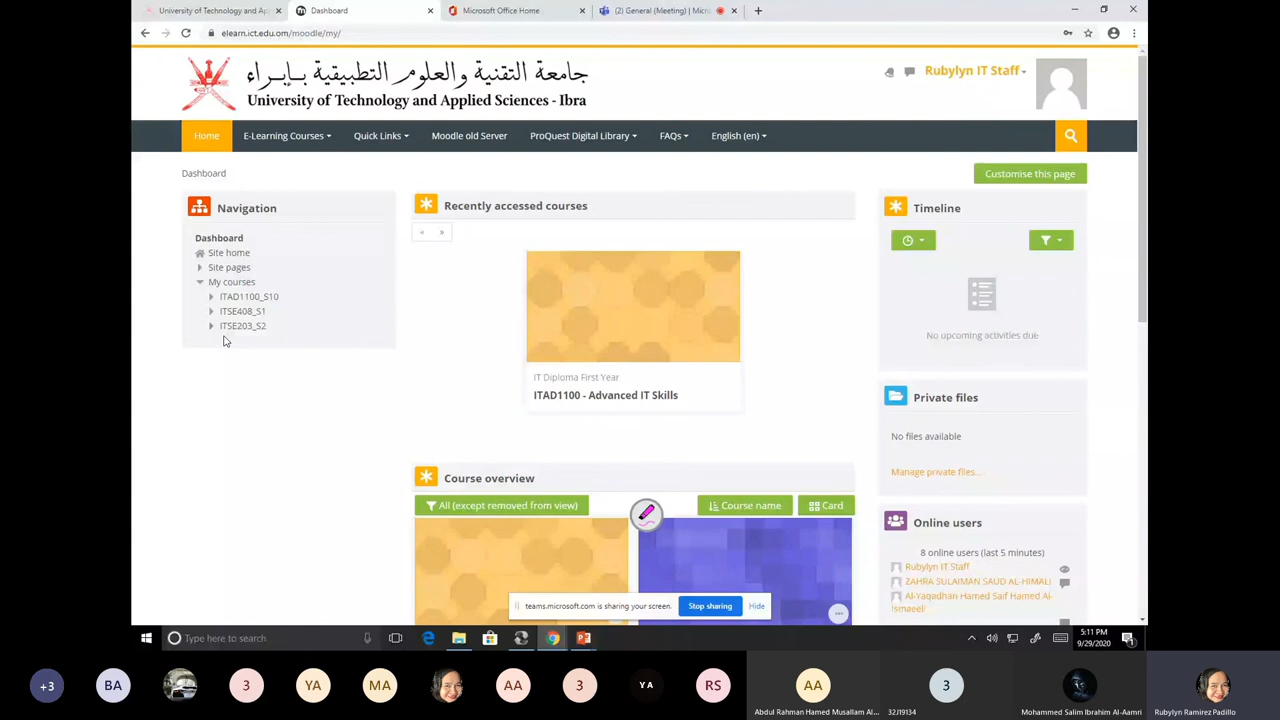 University of Technology and Ap
Dashboard
Microsoft Office Home
(2) General (Meeting) | Micro
elearn.ict.edu.om/moodle/my/
جامعة التقنية والعلوم التطبيقية بـإبـراء
University of Technology and Applied Sciences - Ibra
Rubylyn IT Staff
Home
E-Learning Courses
Quick Links
Moodle old Server
ProQuest Digital Library
FAQs
English (en)
Dashboard
Customise this page
Navigation
Dashboard
Site home
Site pages
My courses
ITAD1100_S10
ITSE408_S1
ITSE203_S2
Recently accessed courses
« »
IT Diploma First Year
ITAD1100 - Advanced IT Skills
Course overview
All (except removed from view)
Course name
Card
Timeline
No upcoming activities due
Private files
No files available
Manage private files...
Online users
8 online users (last 5 minutes)
Rubylyn IT Staff
ZAHRA SULAIMAN SAUD AL-HIMALI
Al-Yaqadhan Hamed Saif Hamed Al-
Ismaeeli
teams.microsoft.com is sharing your screen.
Stop sharing
Hide
Type here to search
5:11 PM
9/29/2020
+3
BA
3
YA
MA
AA
3
YA
RS
AA
3
Abdul Rahman Hamed Musallam Al...
32J19134
Mohammed Salim Ibrahim Al-Aamri
Rubylyn Ramirez Padillo